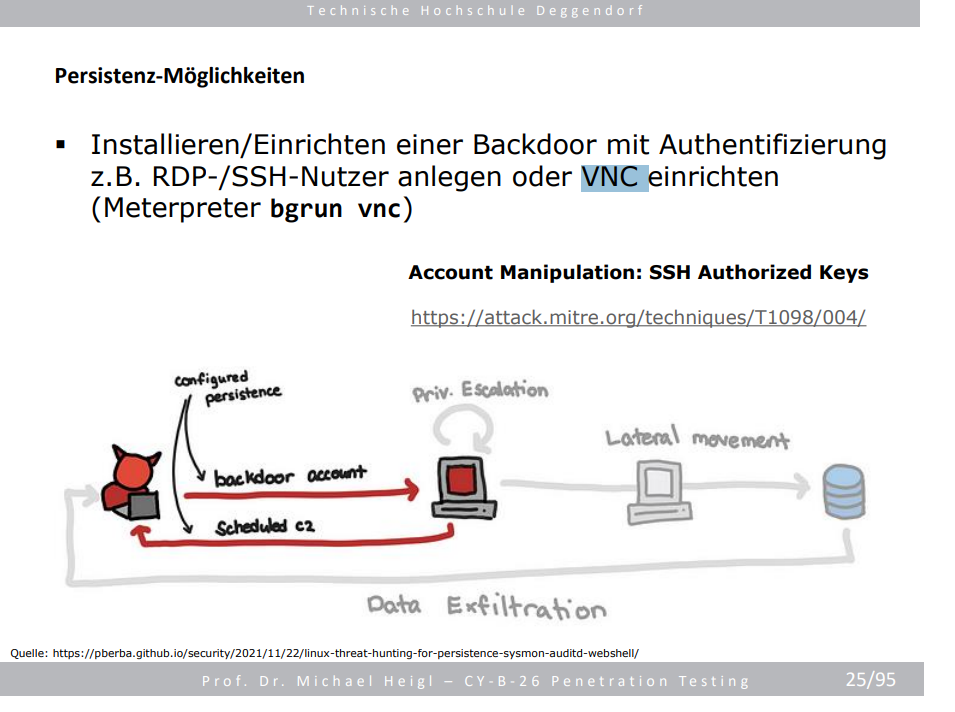 Technische Hochschule Deggendorf
Persistenz-Möglichkeiten
▪ Installieren/Einrichten einer Backdoor mit Authentifizierung
z.B. RDP-/SSH-Nutzer anlegen oder VNC einrichten
(Meterpreter bgrun vnc)
Account Manipulation: SSH Authorized Keys
https://attack.mitre.org/techniques/T1098/004/
configured
persistence
Priv. Escalation
Lateral movement
backdoor account
Scheduled c2
Data Exfiltration
Quelle: https://pberba.github.io/security/2021/11/22/linux-threat-hunting-for-persistence-sysmon-auditd-webshell/
Prof. Dr. Michael Heigl – CY-B-26 Penetration Testing
25/95